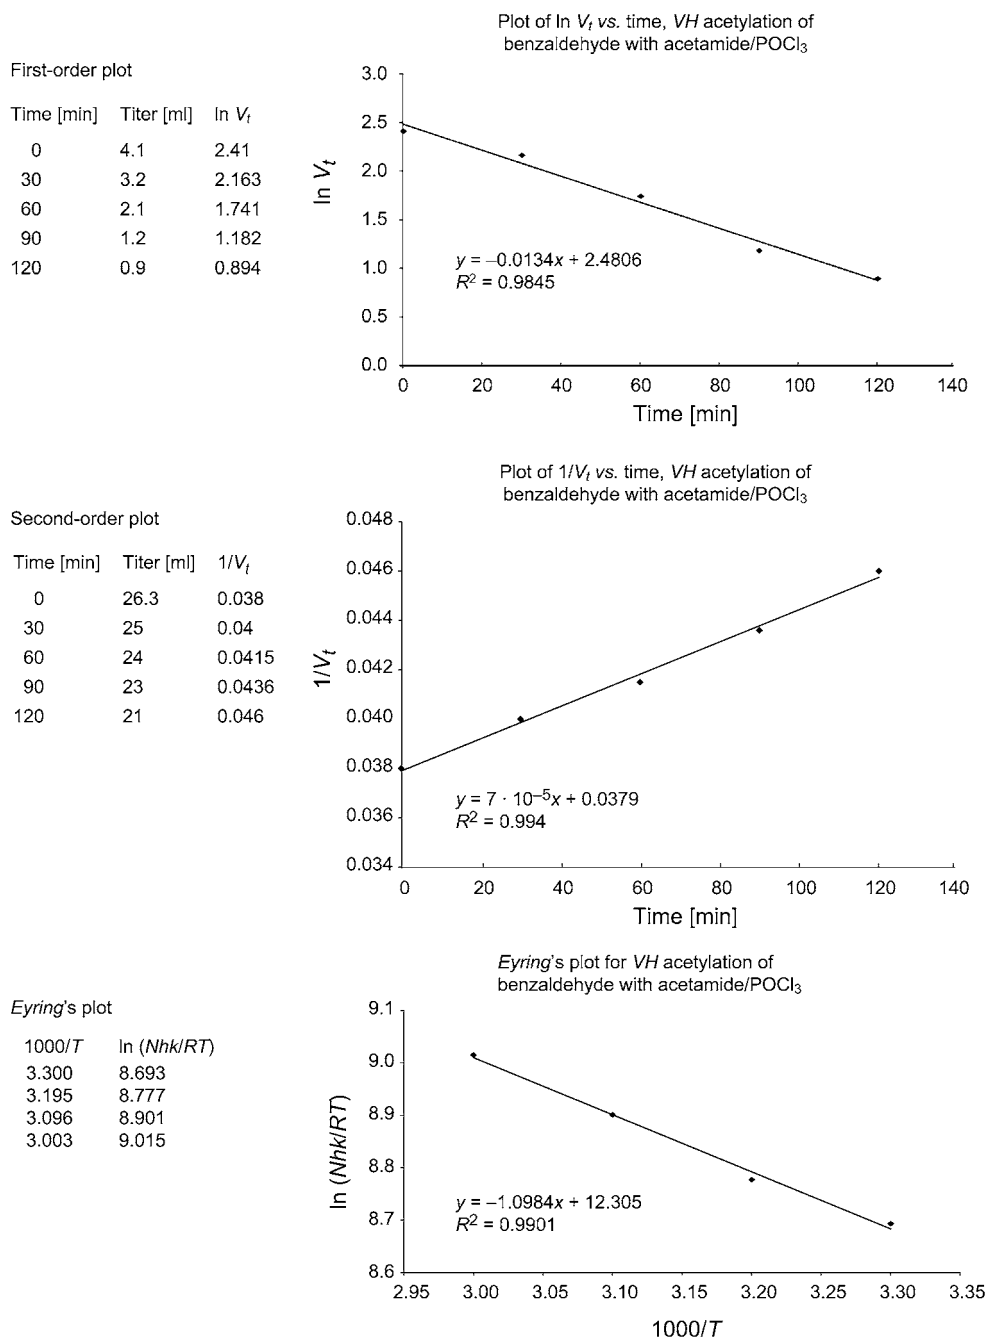 Plot of ln Vt vs. time, VH acetylation of
benzaldehyde with acetamide/POCl3
First-order plot
Time [min] Titer [ml] ln Vt
0 4.1 2.41
30 3.2 2.163
60 2.1 1.741
90 1.2 1.182
120 0.9 0.894
3.0
2.5
2.0
1.5
1.0
0.5
0.0
ln Vt
y = –0.0134x + 2.4806
R2 = 0.9845
0 20 40 60 80 100 120 140
Time [min]
Plot of 1/Vt vs. time, VH acetylation of
benzaldehyde with acetamide/POCl3
Second-order plot
Time [min] Titer [ml] 1/Vt
0 26.3 0.038
30 25 0.04
60 24 0.0415
90 23 0.0436
120 21 0.046
0.048
0.046
0.044
0.042
0.040
0.038
0.036
0.034
1/Vt
y = 7 · 10–5x + 0.0379
R2 = 0.994
0 20 40 60 80 100 120 140
Time [min]
Eyring's plot for VH acetylation of
benzaldehyde with acetamide/POCl3
Eyring's plot
1000/T ln (Nhk/RT)
3.300 8.693
3.195 8.777
3.096 8.901
3.003 9.015
9.1
9.0
8.9
8.8
8.7
8.6
ln (Nhk/RT)
y = –1.0984x + 12.305
R2 = 0.9901
2.95 3.00 3.05 3.10 3.15 3.20 3.25 3.30 3.35
1000/T